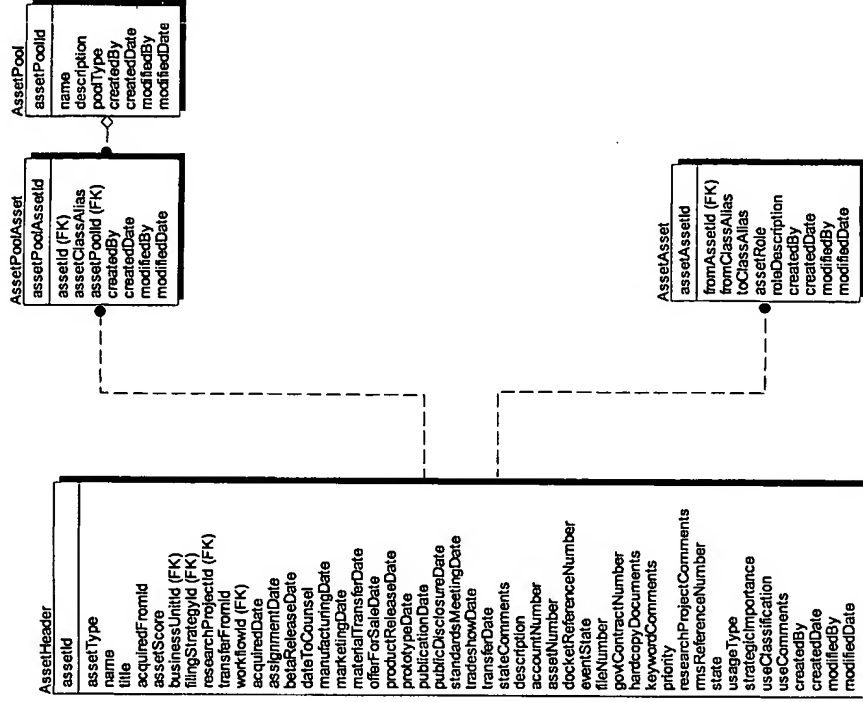 AssetHeader
assetId
assetType
name
title
acquiredFromId
assetScore
businessUnitId (FK)
filingStrategyId (FK)
researchProjectId (FK)
transferFromId
workflowId (FK)
acquiredDate
assignmentDate
betaReleaseDate
dateToCounsel
manufacturingDate
marketingDate
materialTransferDate
offerForSaleDate
productReleaseDate
prototypeDate
publicationDate
publicDisclosureDate
standardsMeetingDate
tradeshowDate
transferDate
stateComments
description
accountNumber
assetNumber
docketReferenceNumber
eventState
fileNumber
govtContractNumber
hardcopyDocuments
keywordComments
priority
researchProjectComments
rmsReferenceNumber
state
usageType
strategicImportance
useClassification
useComments
createdBy
createdDate
modifiedBy
modifiedDate
AssetPoolAsset
assetPoolAssetId
assetId (FK)
assetClassAlias
assetPoolId (FK)
createdBy
createdDate
modifiedBy
modifiedDate
AssetPool
assetPoolId
name
description
poolType
createdBy
createdDate
modifiedBy
modifiedDate
AssetAsset
assetAssetId
fromAssetId (FK)
fromClassAlias
toClassAlias
assetRole
roleDescription
createdBy
createdDate
modifiedBy
modifiedDate